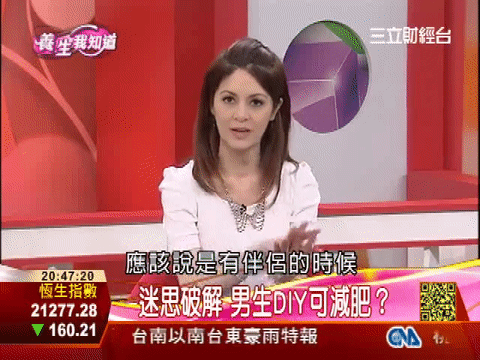 養生我知道
三立財經台
應該說是有伴侶的時候
迷思破解 男生DIY可減肥？
20:47:20
恆生指數
21277.28
▼160.21
台南以南台東豪雨特報
CNA